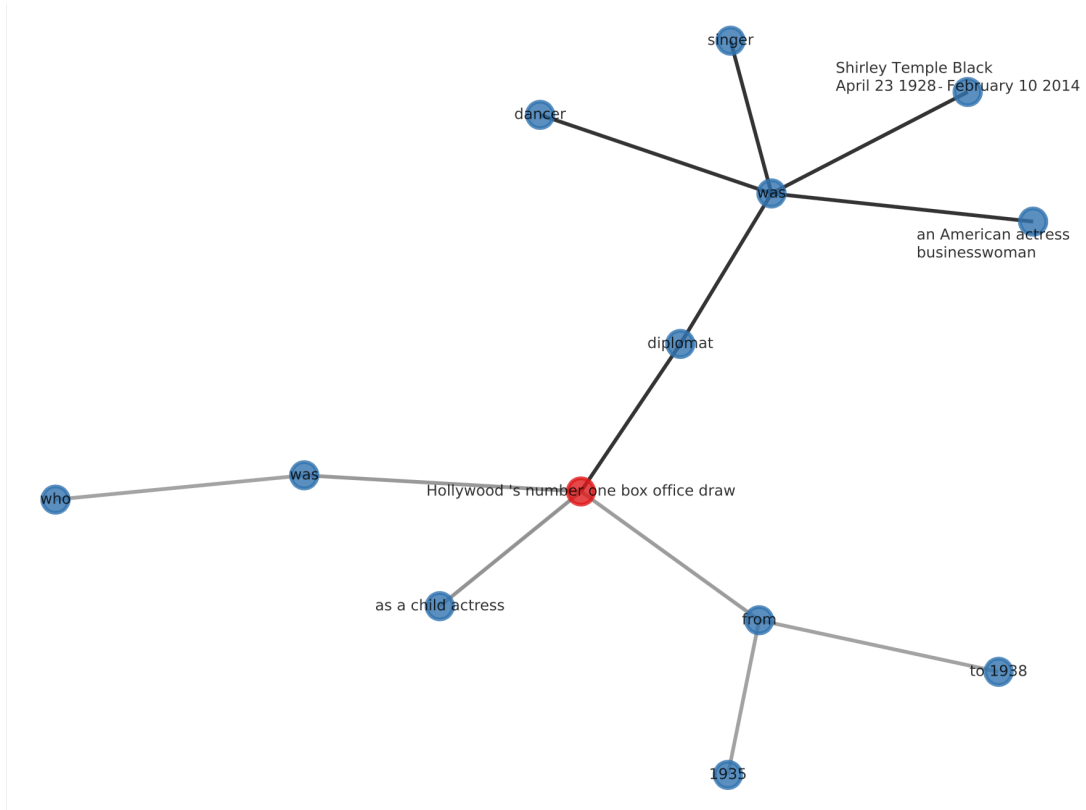 singer
Shirley Temple Black
April 23 1928- February 10 2014
dancer
was
an American actress
businesswoman
diplomat
was
Hollywood 's number one box office draw
who
as a child actress
from
to 1938
1935